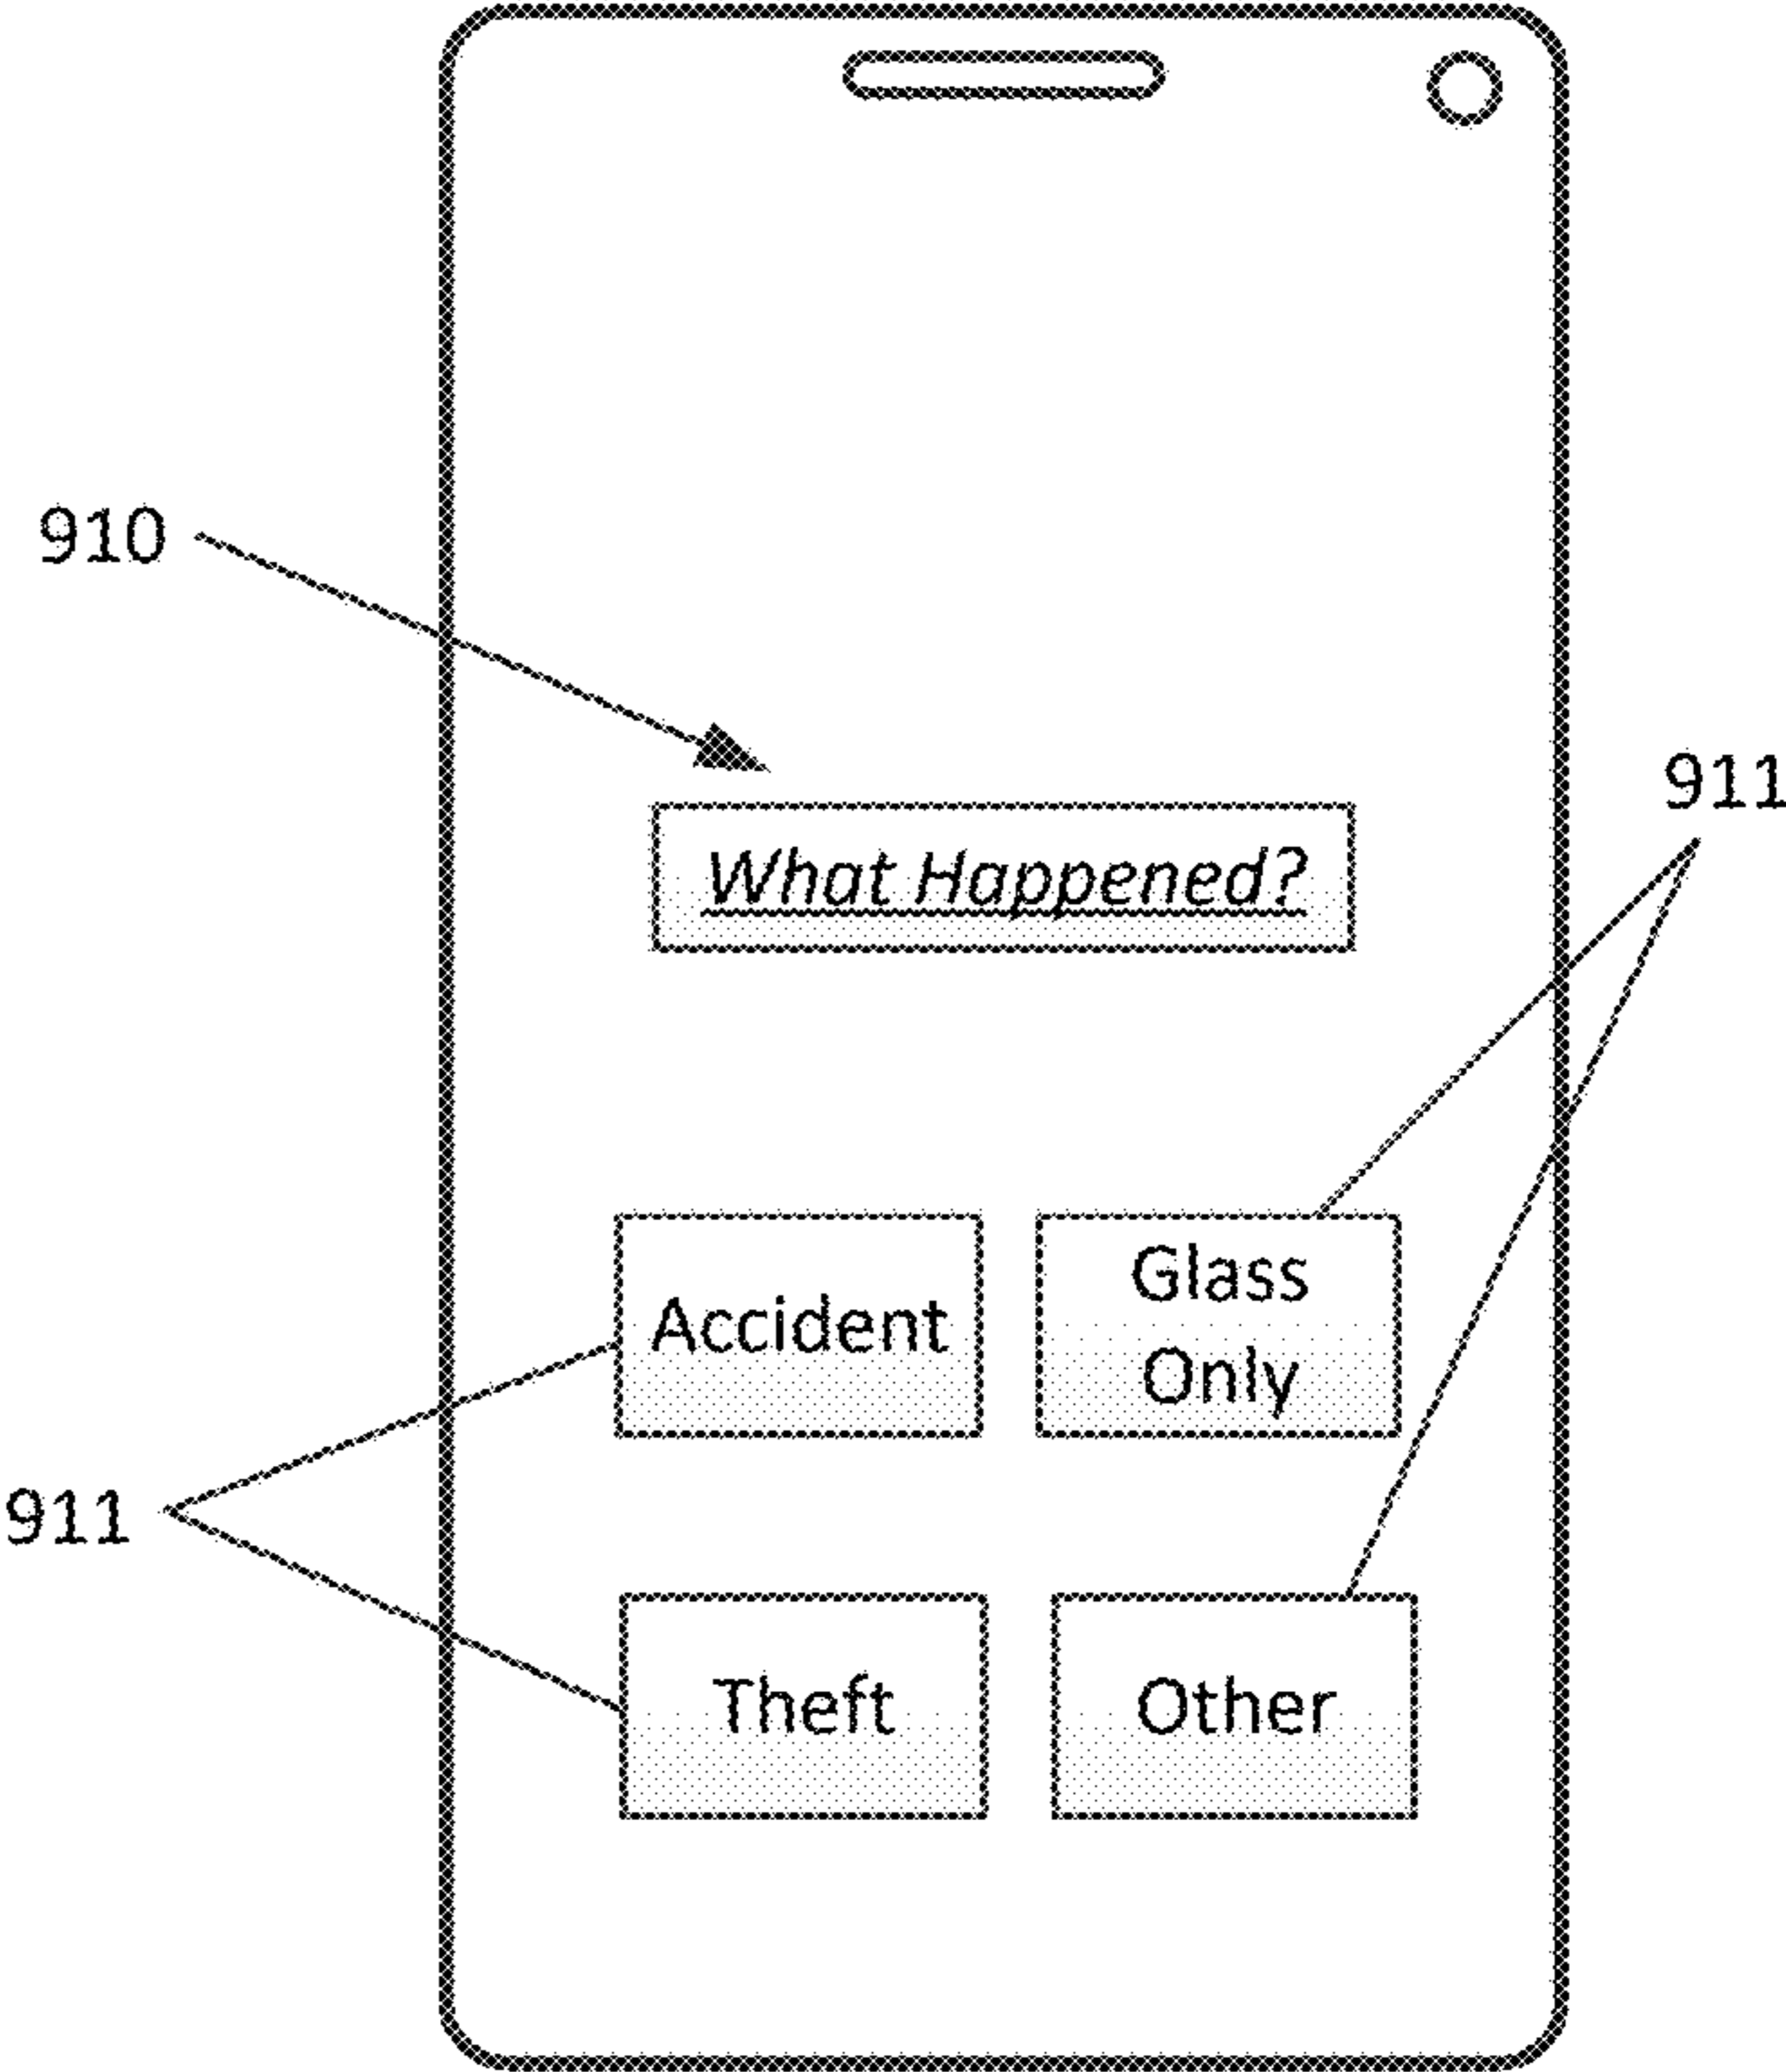 910
911
What Happened?
Accident
Glass
Only
911
Theft
Other